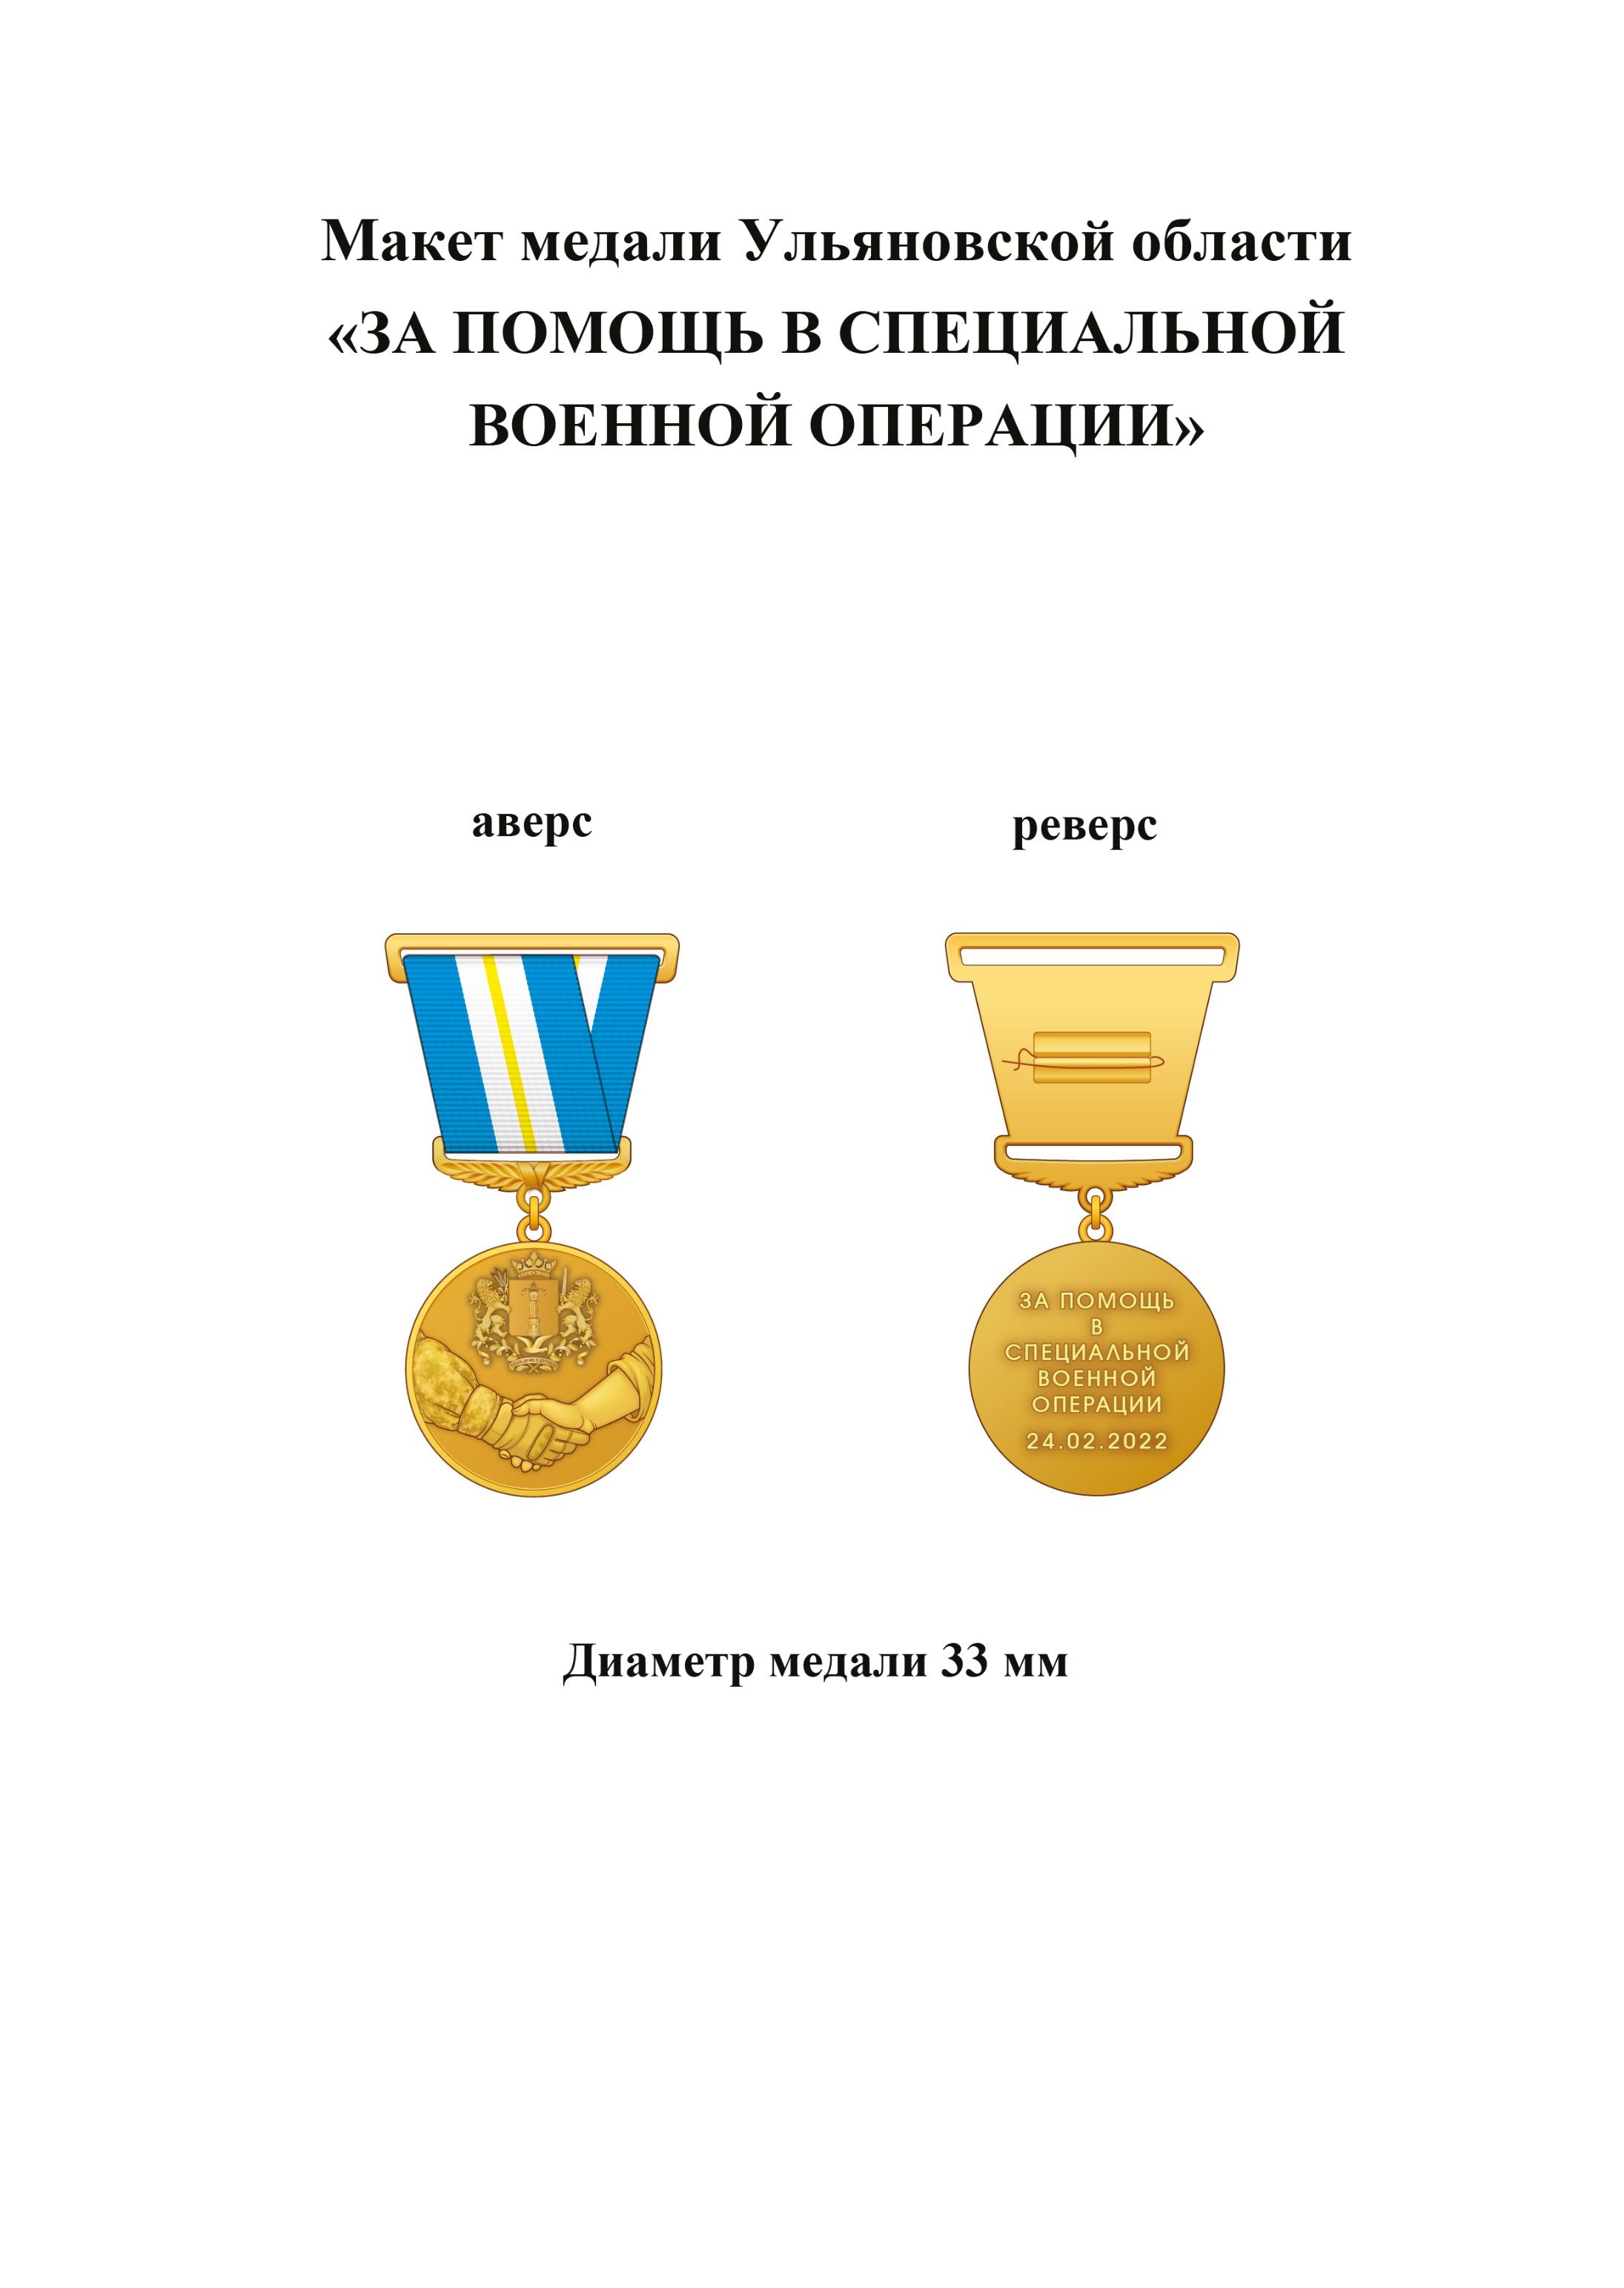 Макет медали Ульяновской области
«ЗА ПОМОЩЬ В СПЕЦИАЛЬНОЙ
ВОЕННОЙ ОПЕРАЦИИ»
аверс
реверс
ЗА ПОМОЩЬ
В
СПЕЦИАЛЬНОЙ
ВОЕННОЙ
ОПЕРАЦИИ
24.02.2022
Диаметр медали 33 мм